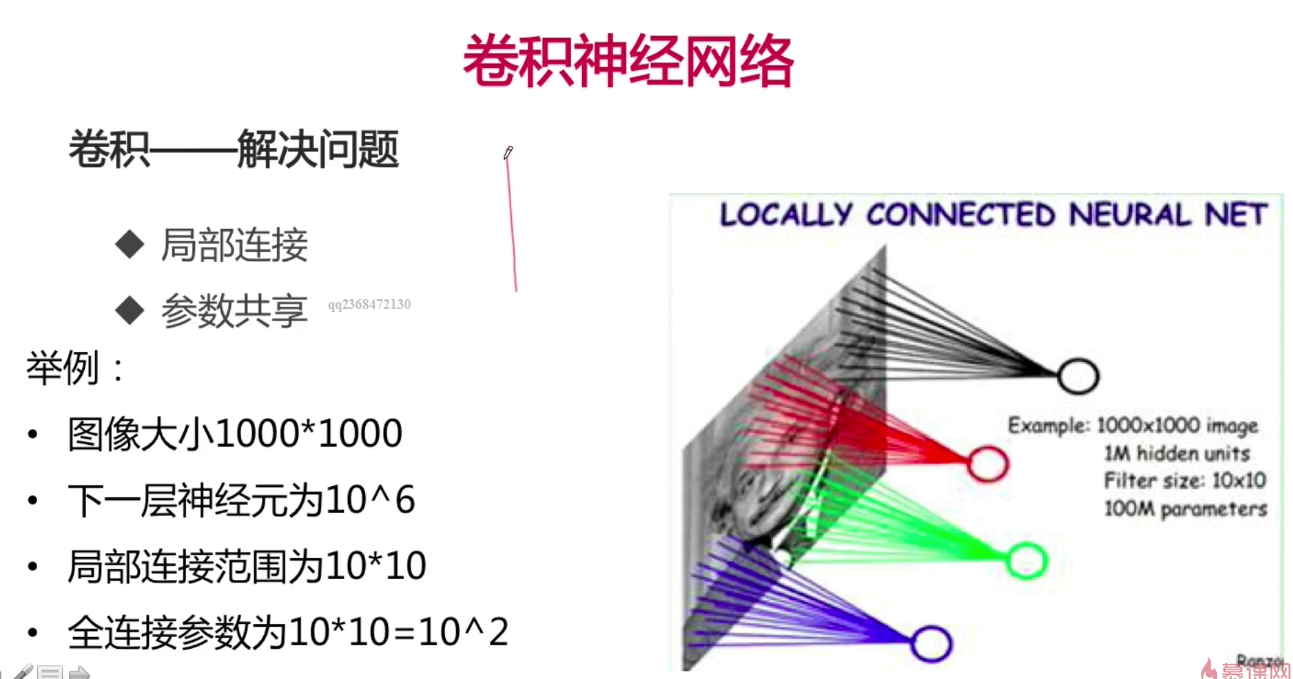 卷积神经网络
卷积——解决问题
◆ 局部连接
◆ 参数共享
qq2368472130
举例：
• 图像大小1000*1000
• 下一层神经元为10^6
• 局部连接范围为10*10
• 全连接参数为10*10=10^2
LOCALLY CONNECTED NEURAL NET
Example: 1000x1000 image
1M hidden units
Filter size: 10x10
100M parameters
慕课网